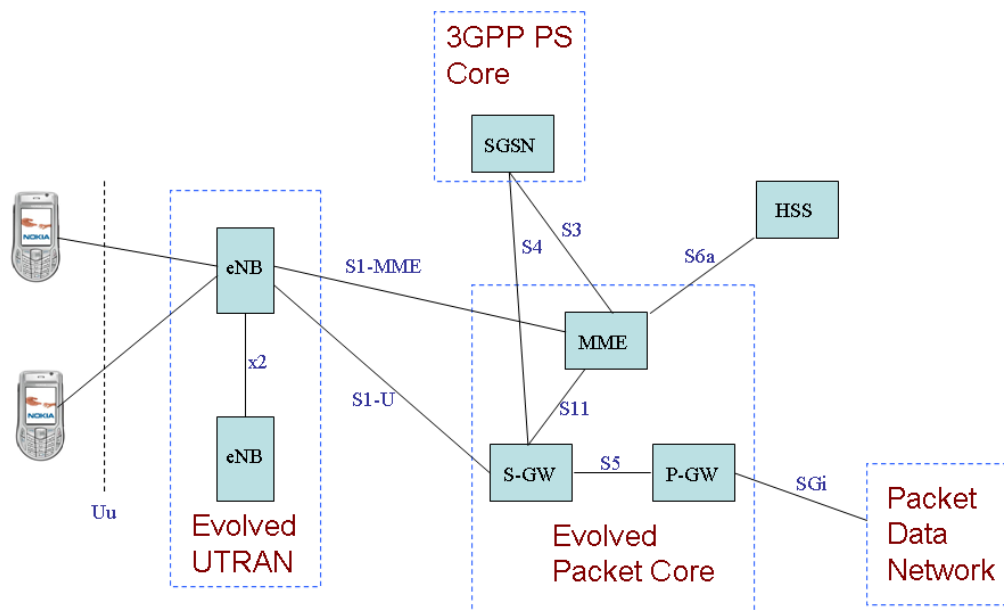 3GPP PS
Core
SGSN
HSS
S3
S4
S6a
NOKIA
eNB
S1-MME
MME
x2
S1-U
S11
NOKIA
eNB
S-GW
S5
P-GW
SGi
Uu
Evolved
UTRAN
Evolved
Packet Core
Packet
Data
Network